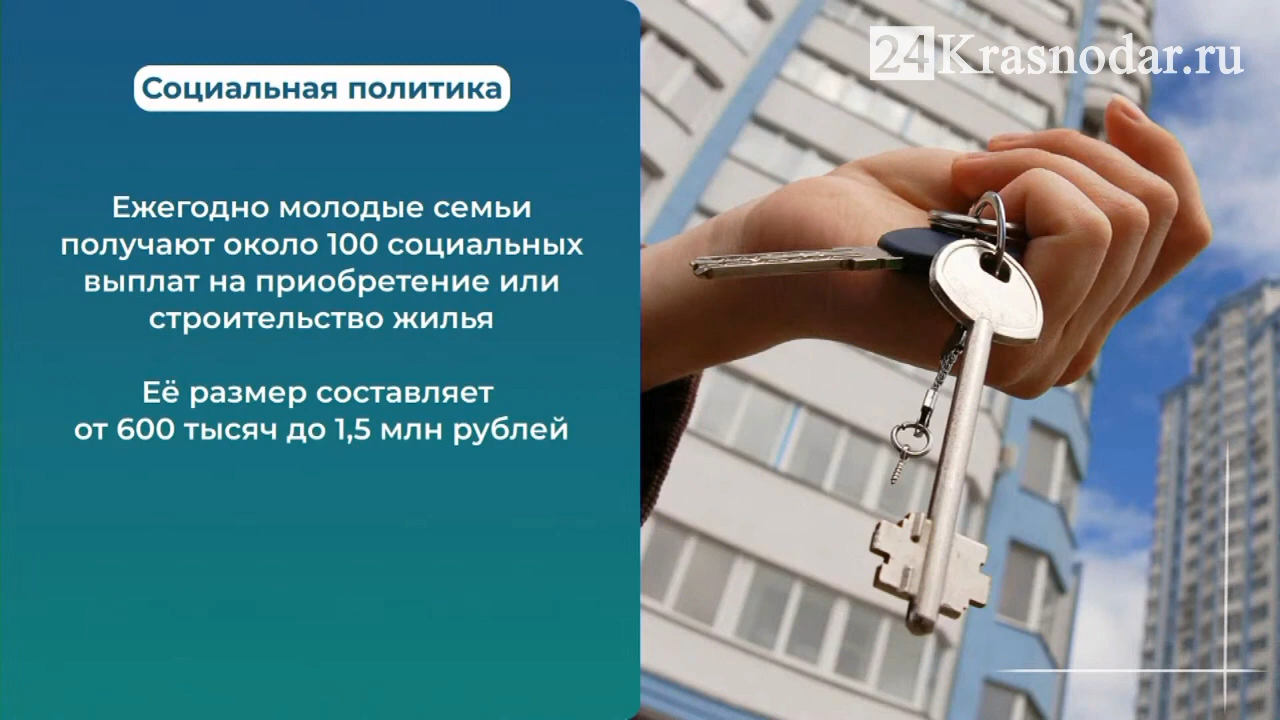 24Krasnodar.ru
Социальная политика
Ежегодно молодые семьи
получают около 100 социальных
выплат на приобретение или
строительство жилья
Её размер составляет
от 600 тысяч до 1,5 млн рублей